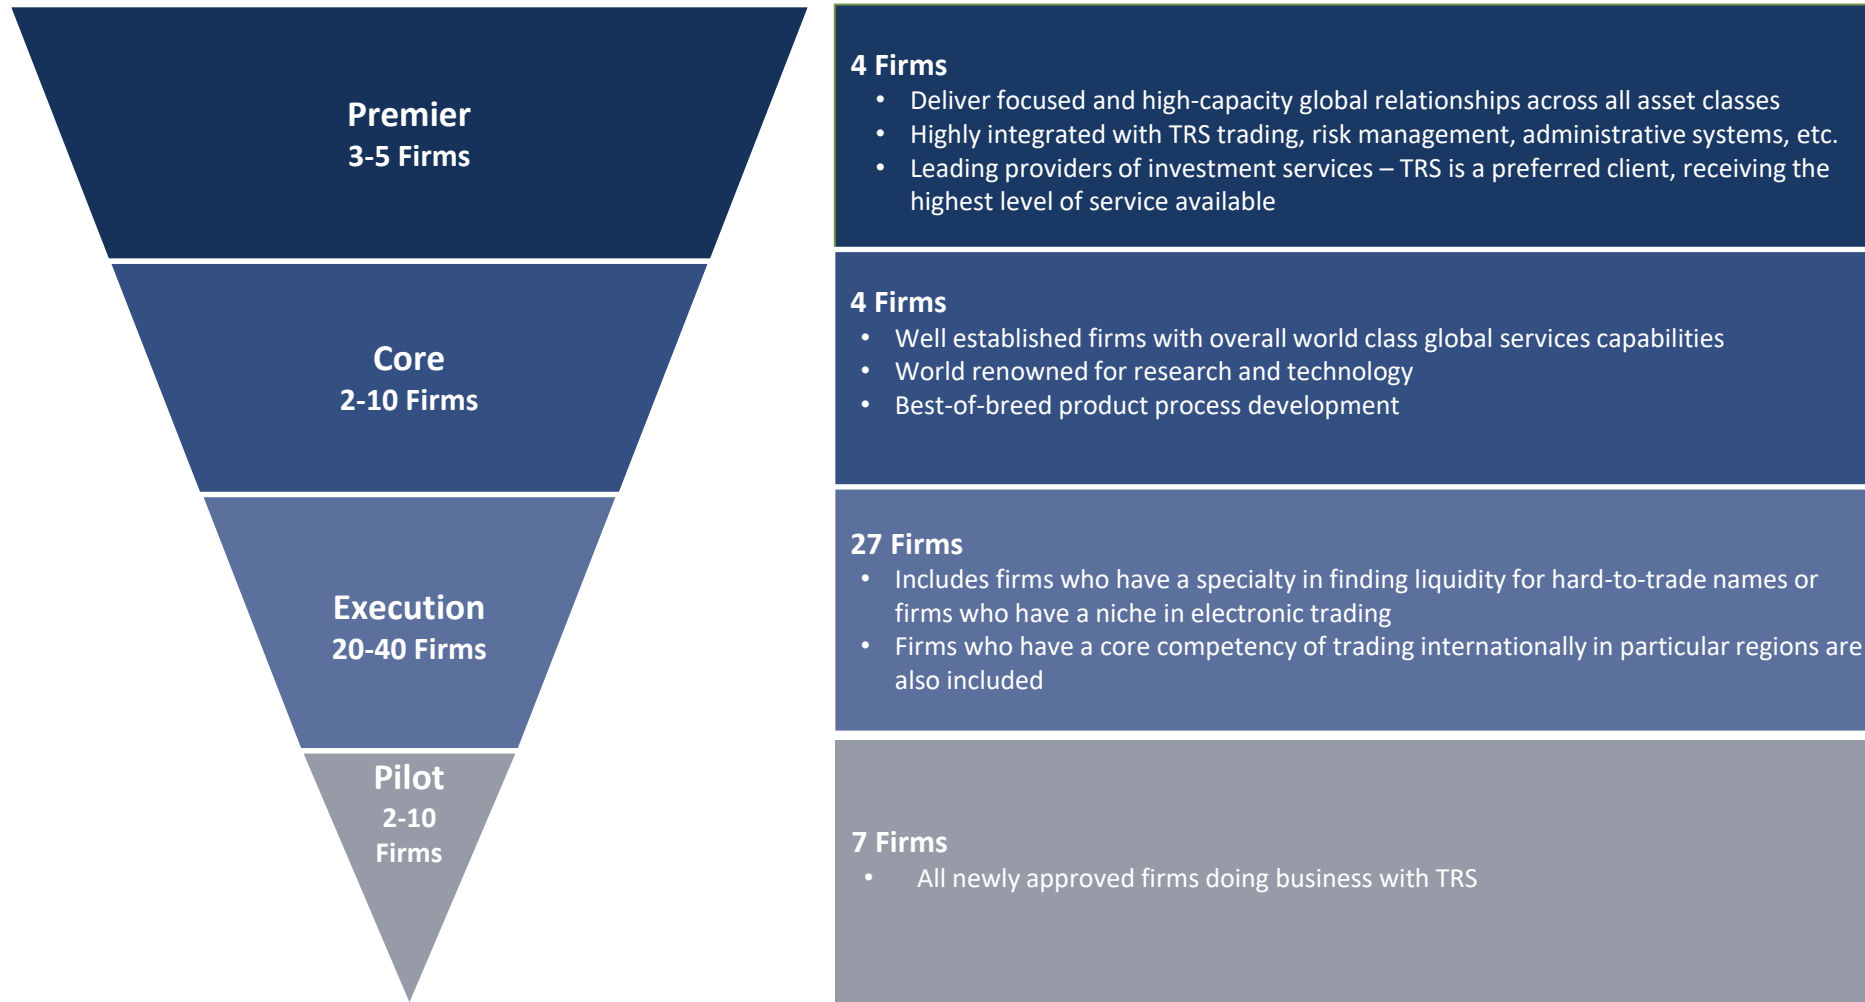 Premier
3-5 Firms
4 Firms
• Deliver focused and high-capacity global relationships across all asset classes
• Highly integrated with TRS trading, risk management, administrative systems, etc.
• Leading providers of investment services – TRS is a preferred client, receiving the
highest level of service available
Core
2-10 Firms
4 Firms
• Well established firms with overall world class global services capabilities
• World renowned for research and technology
• Best-of-breed product process development
Execution
20-40 Firms
27 Firms
• Includes firms who have a specialty in finding liquidity for hard-to-trade names or
firms who have a niche in electronic trading
• Firms who have a core competency of trading internationally in particular regions are
also included
Pilot
2-10
Firms
7 Firms
• All newly approved firms doing business with TRS